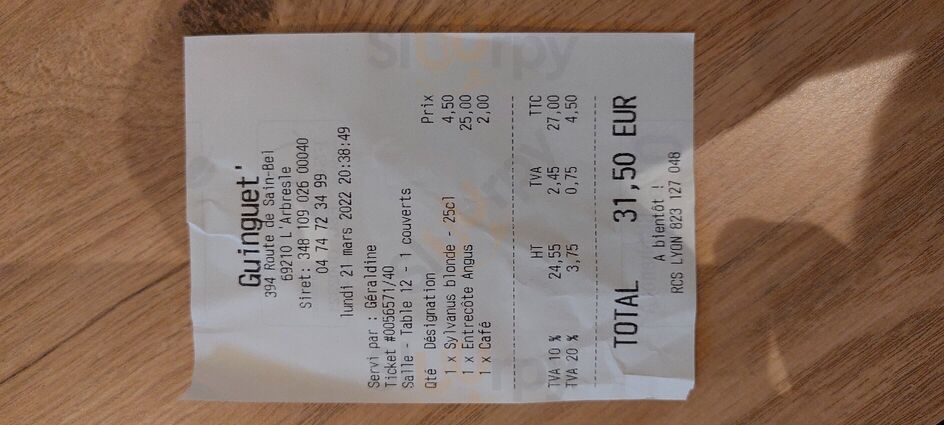 Guinguet'
394 Route de Sain-Bel
69210 L'Arbresle
Siret: 348 109 026 00040
04 74 72 34 99
lundi 21 mars 2022 20:38:49
Servi par : Géraldine
Ticket #0056571/40
Salle - Table 12 - 1 couverts
Qté Désignation Prix
1 x Sylvanus blonde - 25cl 4,50
1 x Entrecôte Angus 25,00
1 x Café 2,00
HT TVA TTC
TVA 10 % 24,55 2,45 27,00
TVA 20 % 3,75 0,75 4,50
TOTAL 31,50 EUR
A bientôt !
RCS LYON 823 127 048